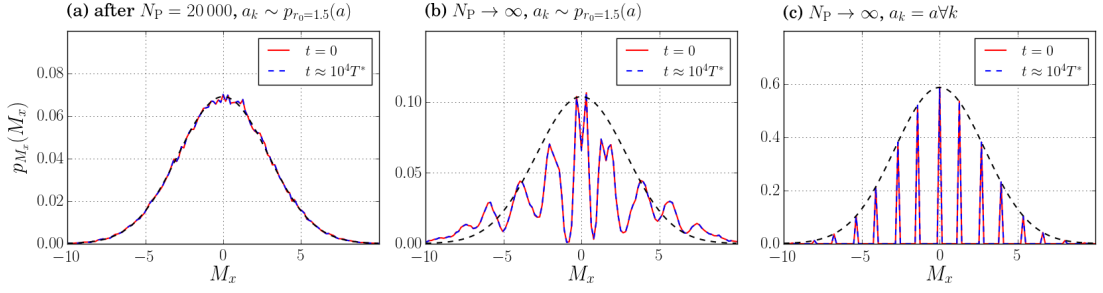 (a) after N_P = 20 000, a_k ∼ p_{r_0=1.5}(a)
p_{M_x}(M_x)
0.08
0.06
0.04
0.02
0.00
−10 −5 0 5
M_x
t = 0
t ≈ 10^4 T^*
(b) N_P → ∞, a_k ∼ p_{r_0=1.5}(a)
0.10
0.05
0.00
−10 −5 0 5
M_x
t = 0
t ≈ 10^4 T^*
(c) N_P → ∞, a_k = a∀k
0.6
0.4
0.2
0.0
−10 −5 0 5
M_x
t = 0
t ≈ 10^4 T^*